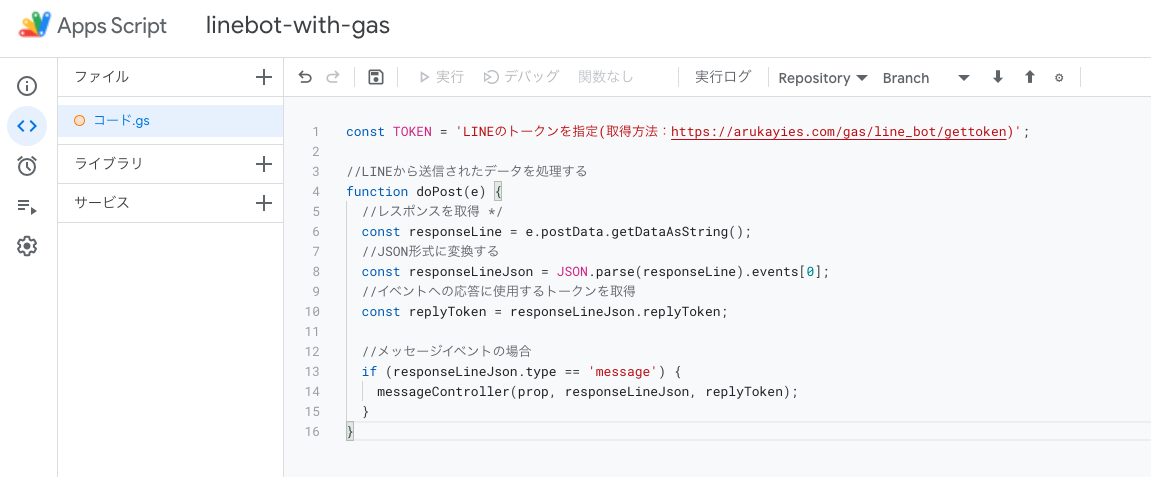 Apps Script linebot-with-gas
ファイル
実行 デバッグ 関数なし 実行ログ Repository Branch
コード.gs
ライブラリ
サービス
1 const TOKEN = 'LINEのトークンを指定(取得方法：https://arukayies.com/gas/line_bot/gettoken)';
2
3 //LINEから送信されたデータを処理する
4 function doPost(e) {
5 //レスポンスを取得 */
6 const responseLine = e.postData.getDataAsString();
7 //JSON形式に変換する
8 const responseLineJson = JSON.parse(responseLine).events[0];
9 //イベントへの応答に使用するトークンを取得
10 const replyToken = responseLineJson.replyToken;
11
12 //メッセージイベントの場合
13 if (responseLineJson.type == 'message') {
14 messageController(prop, responseLineJson, replyToken);
15 }
16 }